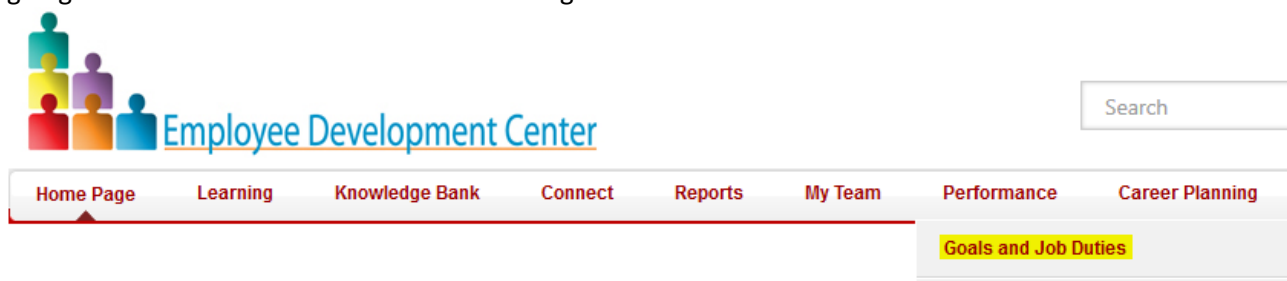 Employee Development Center
Search
Home Page Learning Knowledge Bank Connect Reports My Team Performance Career Planning
Goals and Job Duties